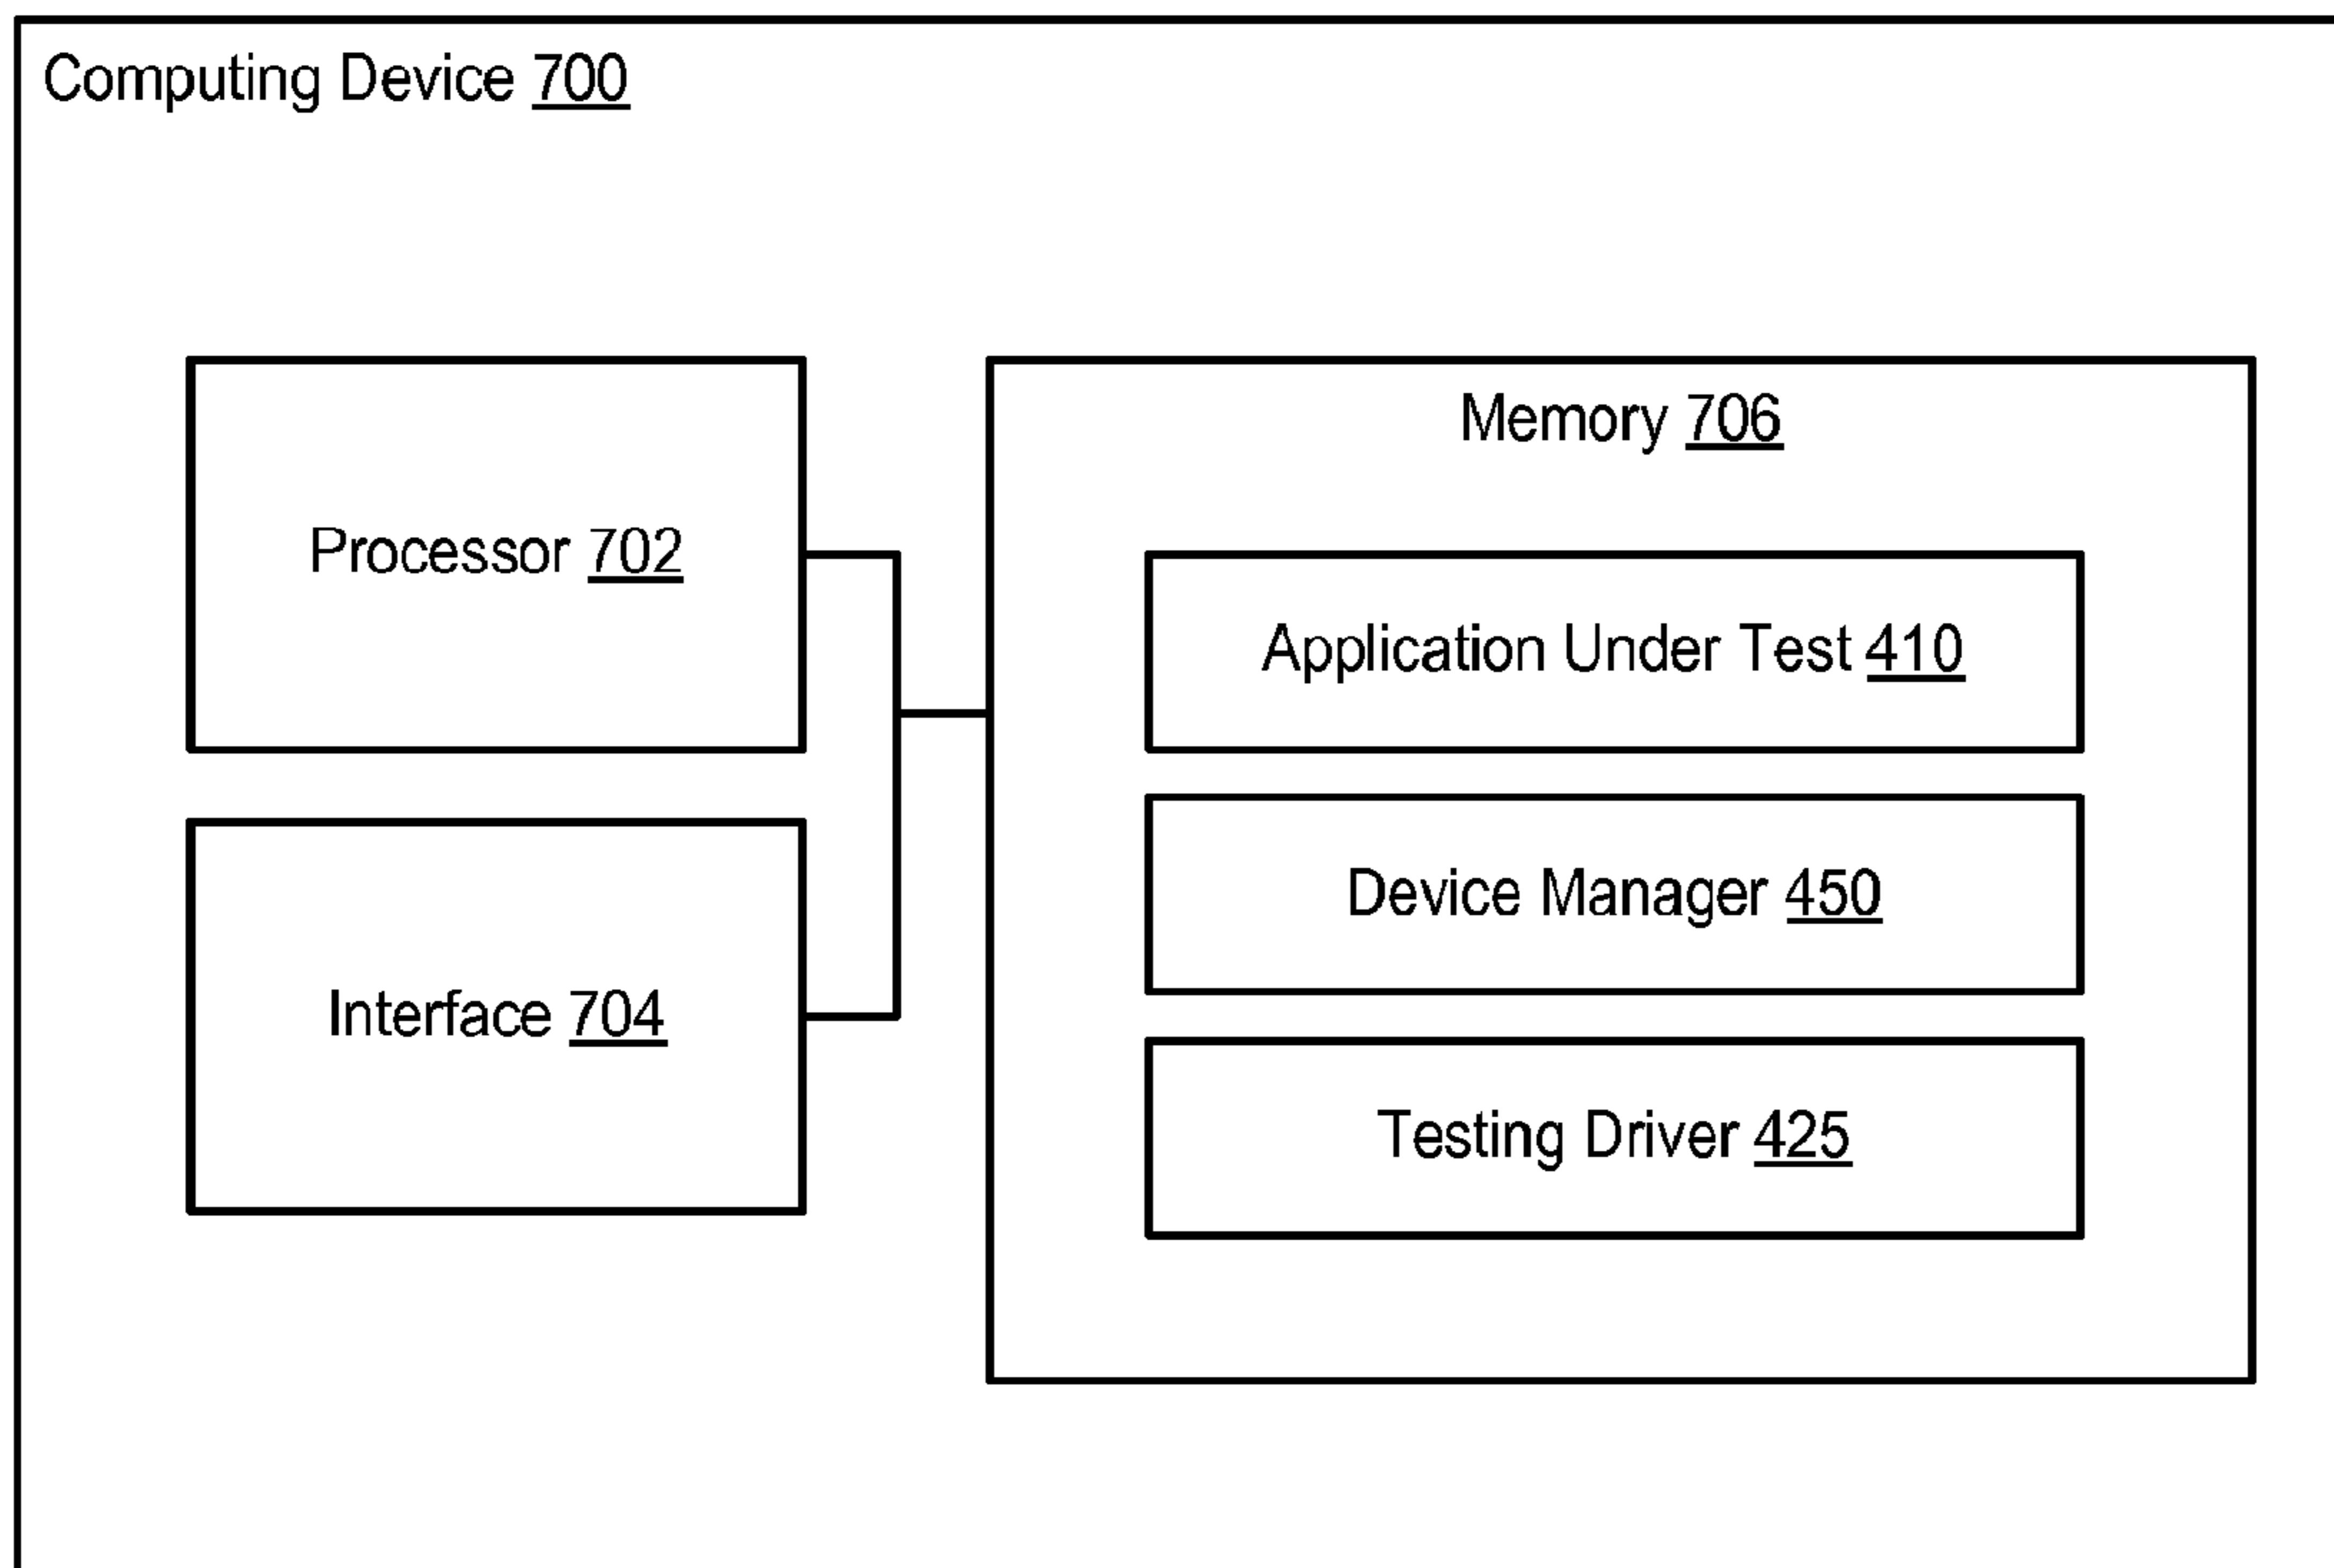 Computing Device 700
Processor 702
Interface 704
Memory 706
Application Under Test 410
Device Manager 450
Testing Driver 425